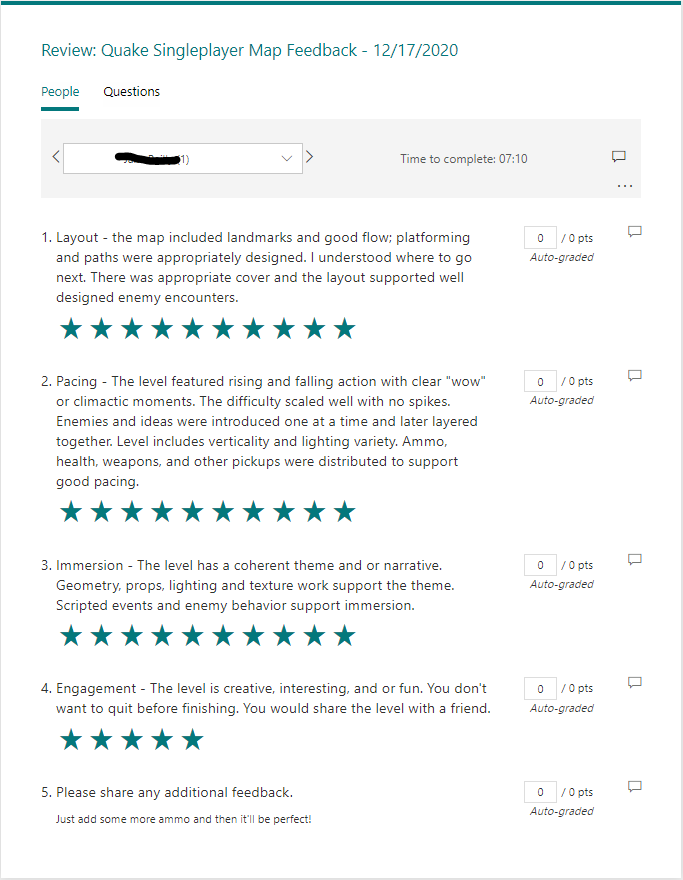 Review: Quake Singleplayer Map Feedback - 12/17/2020
People Questions
1)
Time to complete: 07:10
1. Layout - the map included landmarks and good flow; platforming
and paths were appropriately designed. I understood where to go
next. There was appropriate cover and the layout supported well
designed enemy encounters.
0 / 0 pts
Auto-graded
2. Pacing - The level featured rising and falling action with clear "wow"
or climactic moments. The difficulty scaled well with no spikes.
Enemies and ideas were introduced one at a time and later layered
together. Level includes verticality and lighting variety. Ammo,
health, weapons, and other pickups were distributed to support
good pacing.
0 / 0 pts
Auto-graded
3. Immersion - The level has a coherent theme and or narrative.
Geometry, props, lighting and texture work support the theme.
Scripted events and enemy behavior support immersion.
0 / 0 pts
Auto-graded
4. Engagement - The level is creative, interesting, and or fun. You don't
want to quit before finishing. You would share the level with a friend.
0 / 0 pts
Auto-graded
5. Please share any additional feedback.
0 / 0 pts
Auto-graded
Just add some more ammo and then it'll be perfect!